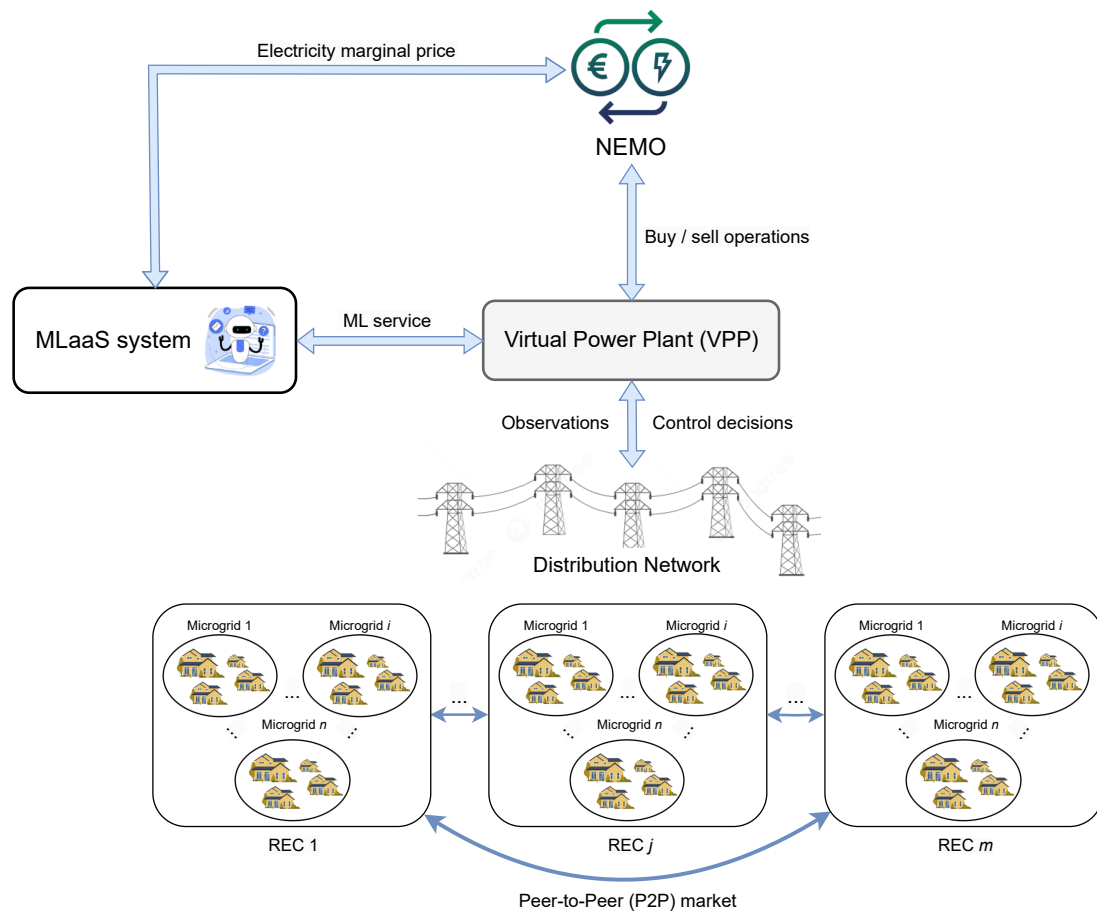 Electricity marginal price
NEMO
Buy / sell operations
MLaaS system
ML service
Virtual Power Plant (VPP)
Observations
Control decisions
Distribution Network
Microgrid 1
Microgrid i
...
Microgrid n
...
...
REC 1
...
Microgrid 1
Microgrid i
...
Microgrid n
...
...
REC j
...
Microgrid 1
Microgrid i
...
Microgrid n
...
...
REC m
Peer-to-Peer (P2P) market